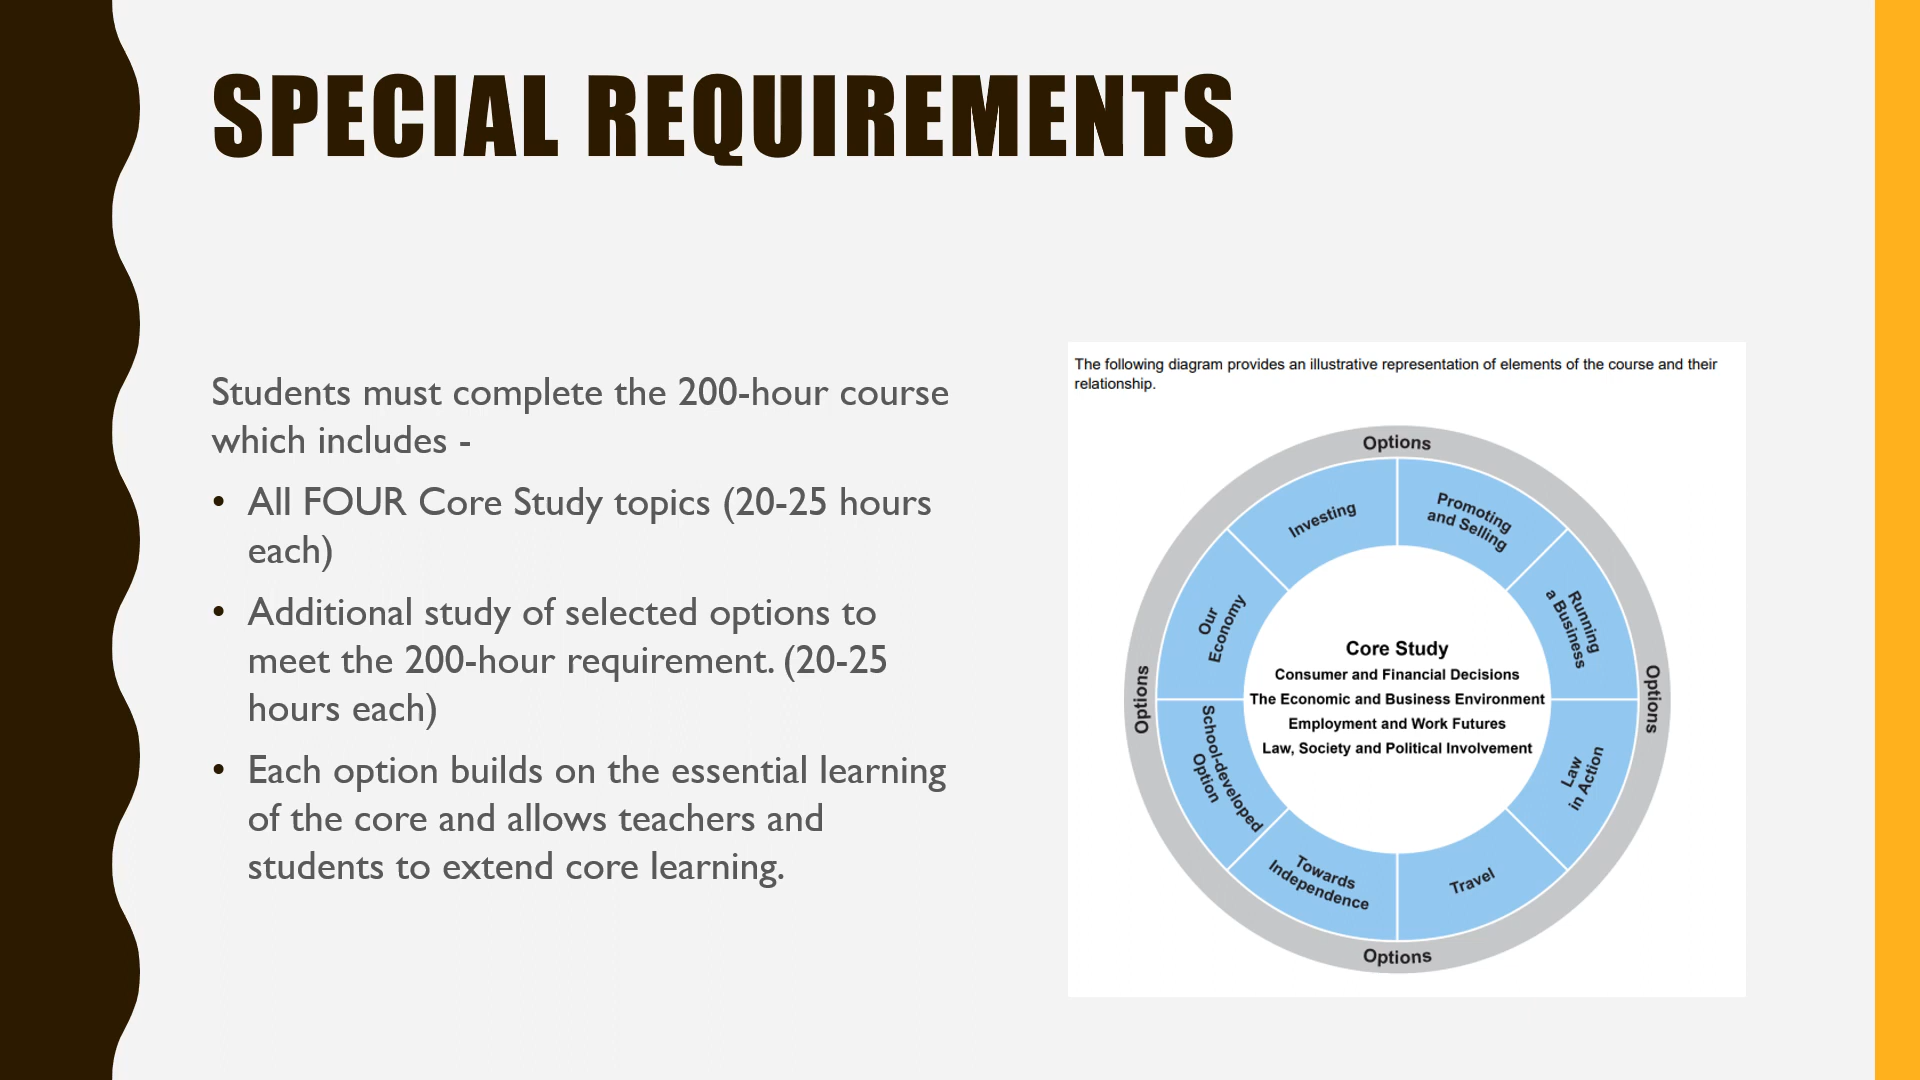 SPECIAL REQUIREMENTS
Students must complete the 200-hour course
which includes -
• All FOUR Core Study topics (20-25 hours
each)
• Additional study of selected options to
meet the 200-hour requirement. (20-25
hours each)
• Each option builds on the essential learning
of the core and allows teachers and
students to extend core learning.
The following diagram provides an illustrative representation of elements of the course and their
relationship.
Options
Investing
Promoting
and Selling
Our
Economy
Running
a Business
Core Study
Consumer and Financial Decisions
The Economic and Business Environment
Employment and Work Futures
Law, Society and Political Involvement
Options
Options
School-developed
Option
Law
in Action
Towards
Independence
Travel
Options